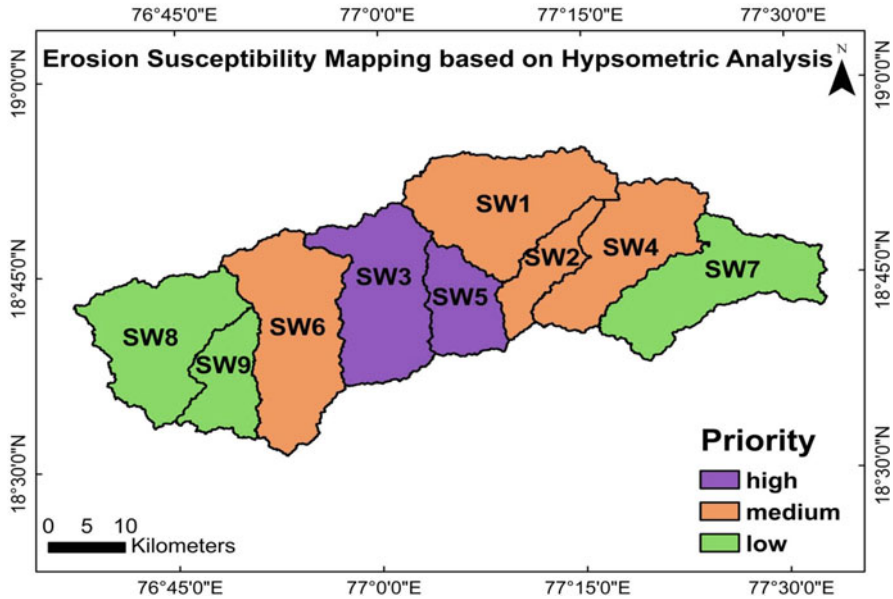 76°45'0"E 77°0'0"E 77°15'0"E 77°30'0"E
Erosion Susceptibility Mapping based on Hypsometric Analysis
N
19°0'0"N 19°0'0"N
SW1
SW2
SW4
SW3
SW5
SW7
18°45'0"N 18°45'0"N
SW6
SW8
SW9
Priority
high
medium
low
18°30'0"N 18°30'0"N
0 5 10
Kilometers
76°45'0"E 77°0'0"E 77°15'0"E 77°30'0"E